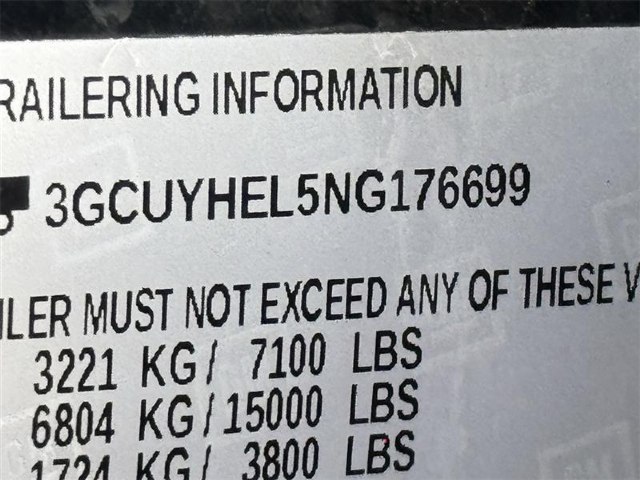 RAILERING INFORMATION
3GCUYHEL5NG176699
ILER MUST NOT EXCEED ANY OF THESE V
3221 KG/ 7100 LBS
6804 KG/15000 LBS
1724 KG/ 3800 LBS